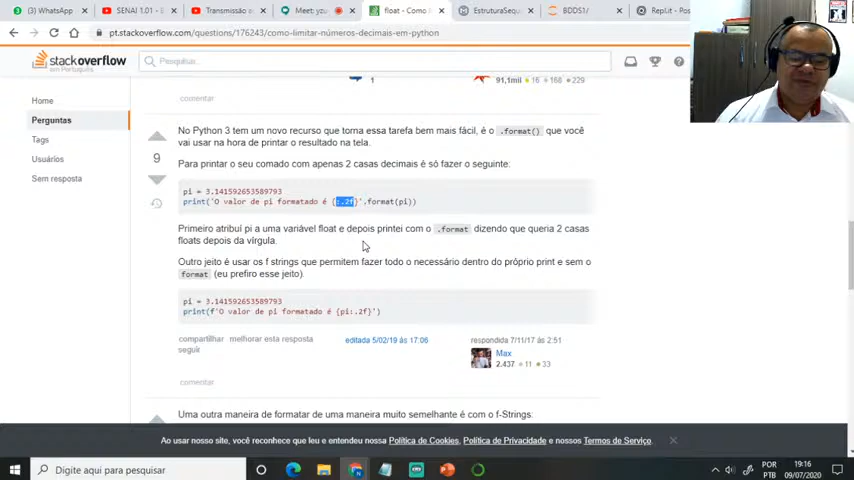 (3) WhatsApp
SENAI 1.01 -
Transmissão s
Meet: yzu
float - Como
EstruturaSequ
BDDS1/
Repl.it - Pos
pt.stackoverflow.com/questions/176243/como-limitar-números-decimais-em-python
stackoverflow
em Português
Pesquisar...
Home
Perguntas
Tags
Usuários
Sem resposta
1
91,1mil 16 168 229
comentar
No Python 3 tem um novo recurso que torna essa tarefa bem mais fácil, é o .format() que você
vai usar na hora de printar o resultado na tela.
9
Para printar o seu comado com apenas 2 casas decimais é só fazer o seguinte:
pi = 3.141592653589793
print('O valor de pi formatado é {:.2f}'.format(pi))
Primeiro atribuí pi a uma variável float e depois printei com o .format dizendo que queria 2 casas
floats depois da vírgula.
Outro jeito é usar os f strings que permitem fazer todo o necessário dentro do próprio print e sem o
format (eu prefiro esse jeito).
pi = 3.141592653589793
print(f'O valor de pi formatado é {pi:.2f}')
compartilhar melhorar esta resposta
seguir
editada 5/02/19 às 17:06
respondida 7/11/17 às 2:51
Max
2.437 11 33
comentar
Uma outra maneira de formatar de uma maneira muito semelhante é com o f-Strings:
Ao usar nosso site, você reconhece que leu e entendeu nossa Política de Cookies, Política de Privacidade e nossos Termos de Serviço.
Digite aqui para pesquisar
POR
PTB
19:16
09/07/2020